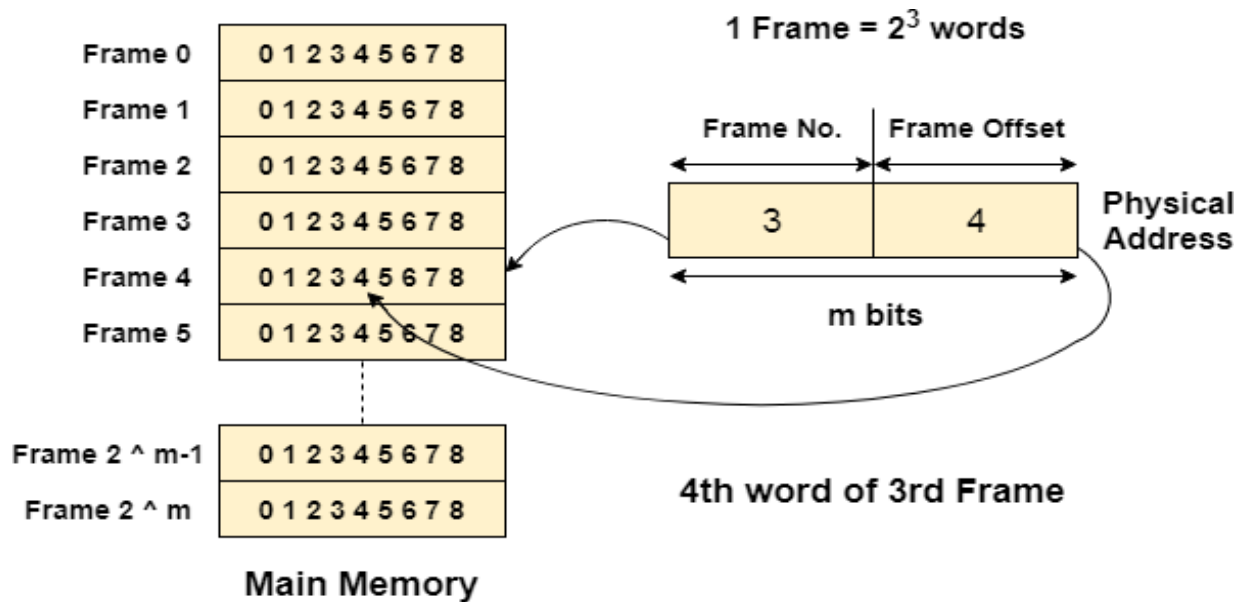 1 Frame = 2³ words
Frame 0 0 1 2 3 4 5 6 7 8
Frame 1 0 1 2 3 4 5 6 7 8
Frame 2 0 1 2 3 4 5 6 7 8
Frame 3 0 1 2 3 4 5 6 7 8
Frame 4 0 1 2 3 4 5 6 7 8
Frame 5 0 1 2 3 4 5 6 7 8
Frame 2 ^ m-1 0 1 2 3 4 5 6 7 8
Frame 2 ^ m 0 1 2 3 4 5 6 7 8
Main Memory
Frame No. Frame Offset
3 4
Physical
Address
m bits
4th word of 3rd Frame